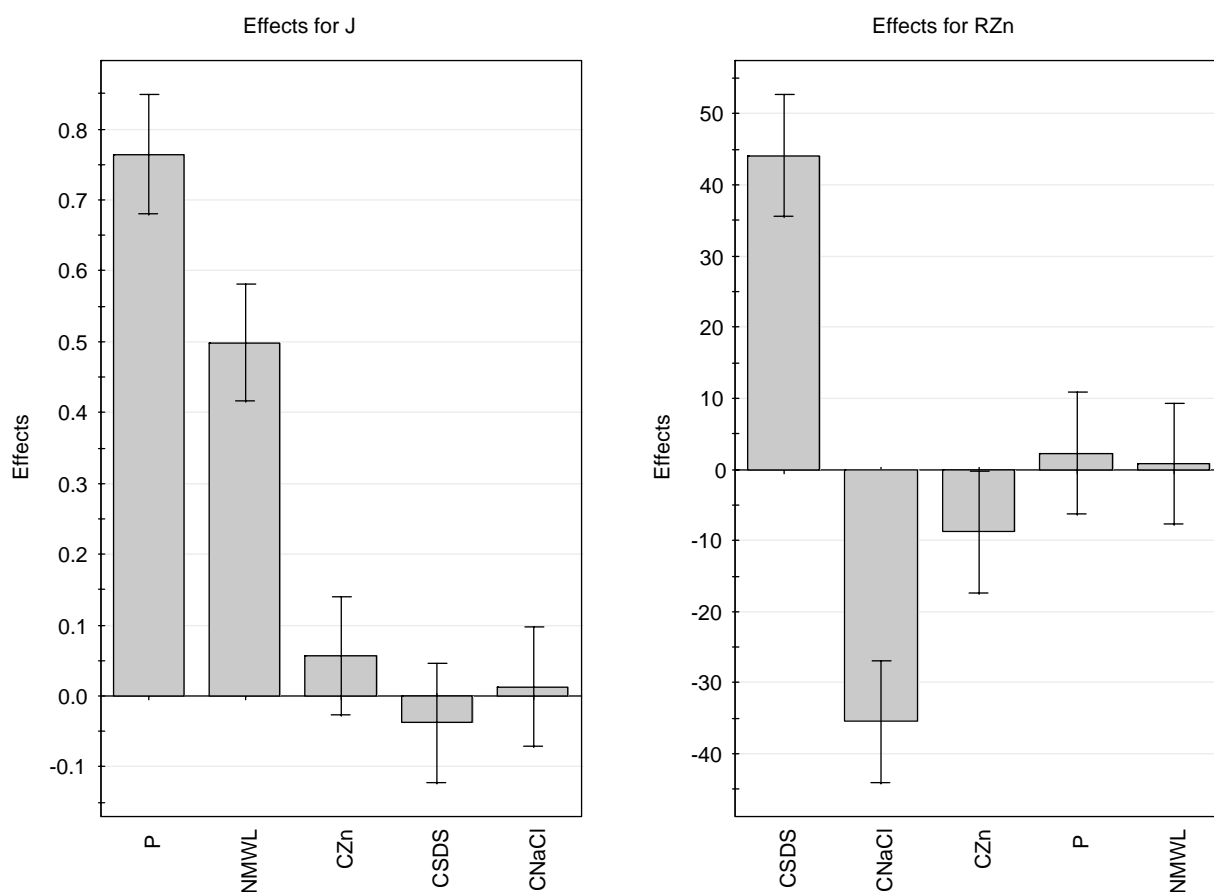 Effects for J
Effects
0.8
0.7
0.6
0.5
0.4
0.3
0.2
0.1
0.0
-0.1
P
NMWL
CZn
CSDS
CNaCl
Effects for RZn
Effects
50
40
30
20
10
0
-10
-20
-30
-40
CSDS
CNaCl
CZn
P
NMWL